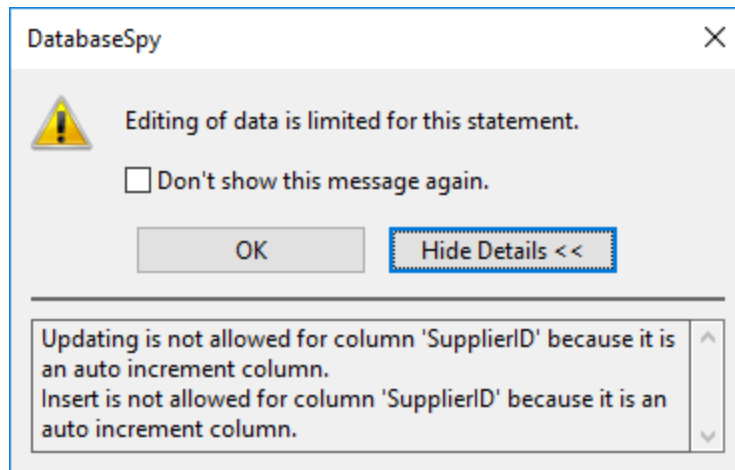 DatabaseSpy
Editing of data is limited for this statement.
Don't show this message again.
OK
Hide Details <<
Updating is not allowed for column 'SupplierID' because it is
an auto increment column.
Insert is not allowed for column 'SupplierID' because it is an
auto increment column.